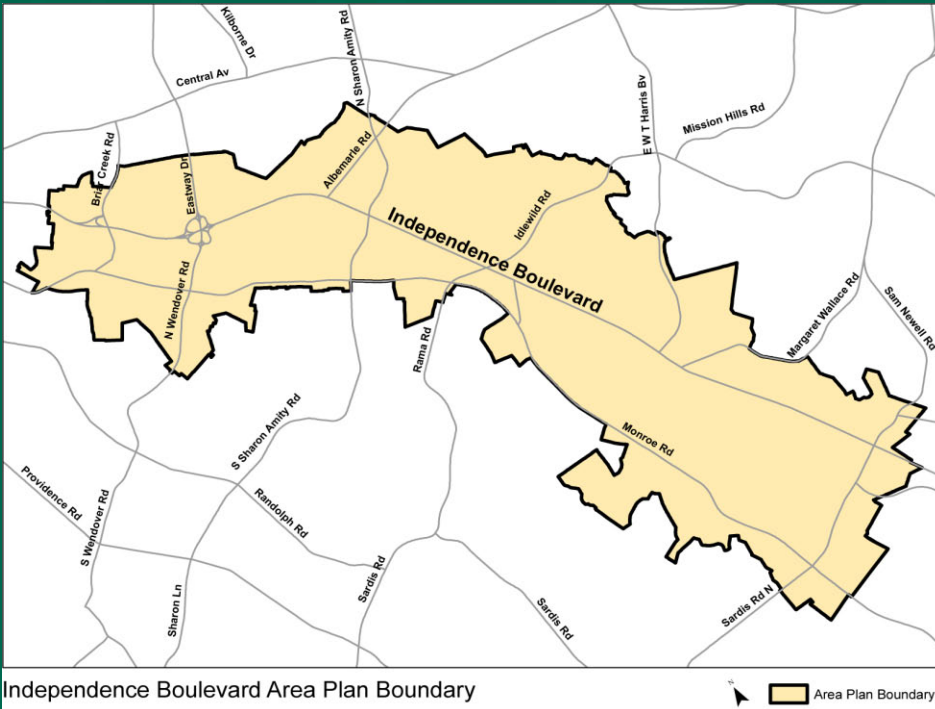 Kilborne Dr
Central Av
N Sharon Amity Rd
E W T Harris Bv
Mission Hills Rd
Briar Creek Rd
Eastway Dr
Albemarle Rd
Idlewild Rd
Independence Boulevard
N Wendover Rd
Rama Rd
Margaret Wallace Rd
Sam Newell Rd
S Sharon Amity Rd
Monroe Rd
Providence Rd
S Wendover Rd
Randolph Rd
Sharon Ln
Sardis Rd
Sardis Rd
Sardis Rd N
Independence Boulevard Area Plan Boundary
N
Area Plan Boundary